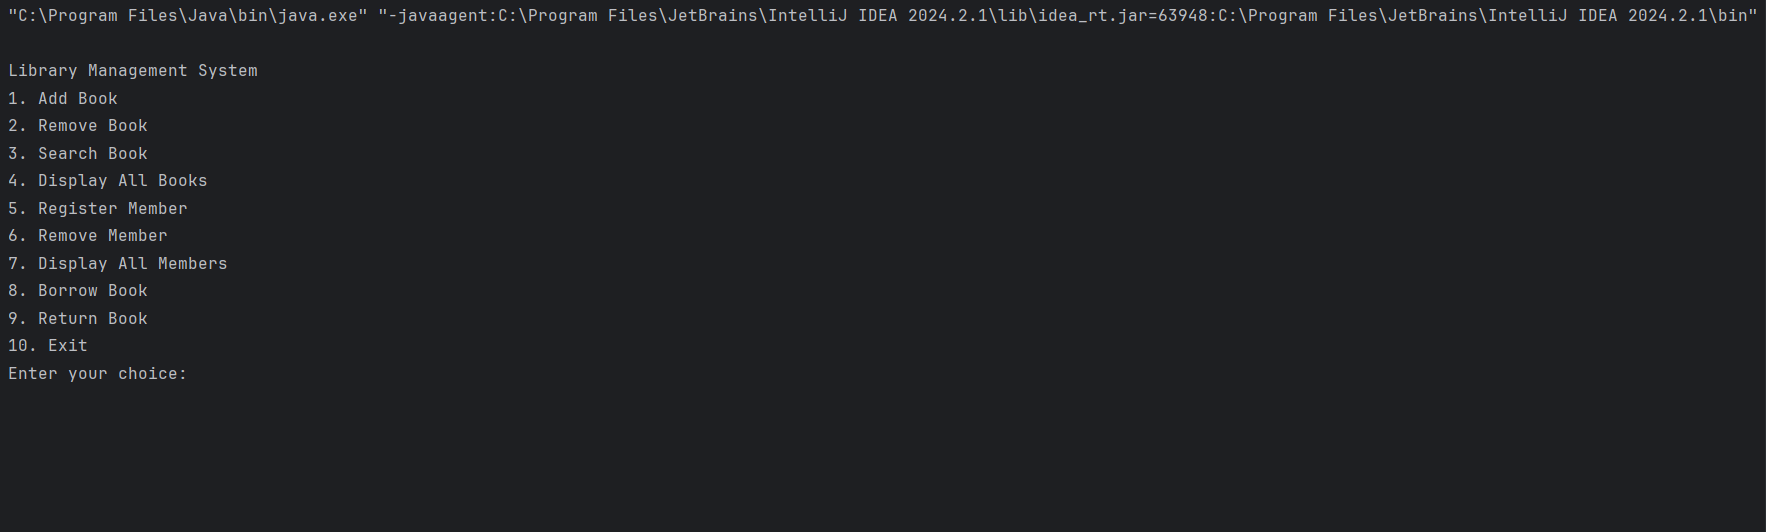 "C:\Program Files\Java\bin\java.exe" "-javaagent:C:\Program Files\JetBrains\IntelliJ IDEA 2024.2.1\lib\idea_rt.jar=63948:C:\Program Files\JetBrains\IntelliJ IDEA 2024.2.1\bin"
Library Management System
1. Add Book
2. Remove Book
3. Search Book
4. Display All Books
5. Register Member
6. Remove Member
7. Display All Members
8. Borrow Book
9. Return Book
10. Exit
Enter your choice: